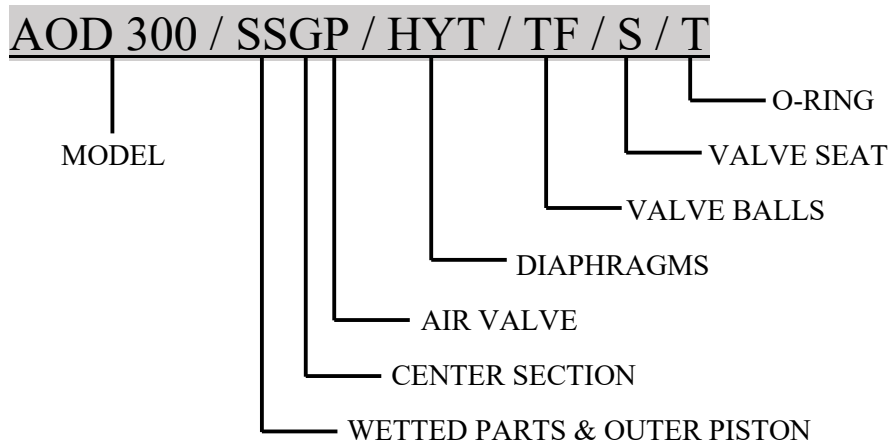 AOD 300 / SSGP / HYT / TF / S / T
O-RING
MODEL
VALVE SEAT
VALVE BALLS
DIAPHRAGMS
AIR VALVE
CENTER SECTION
WETTED PARTS & OUTER PISTON